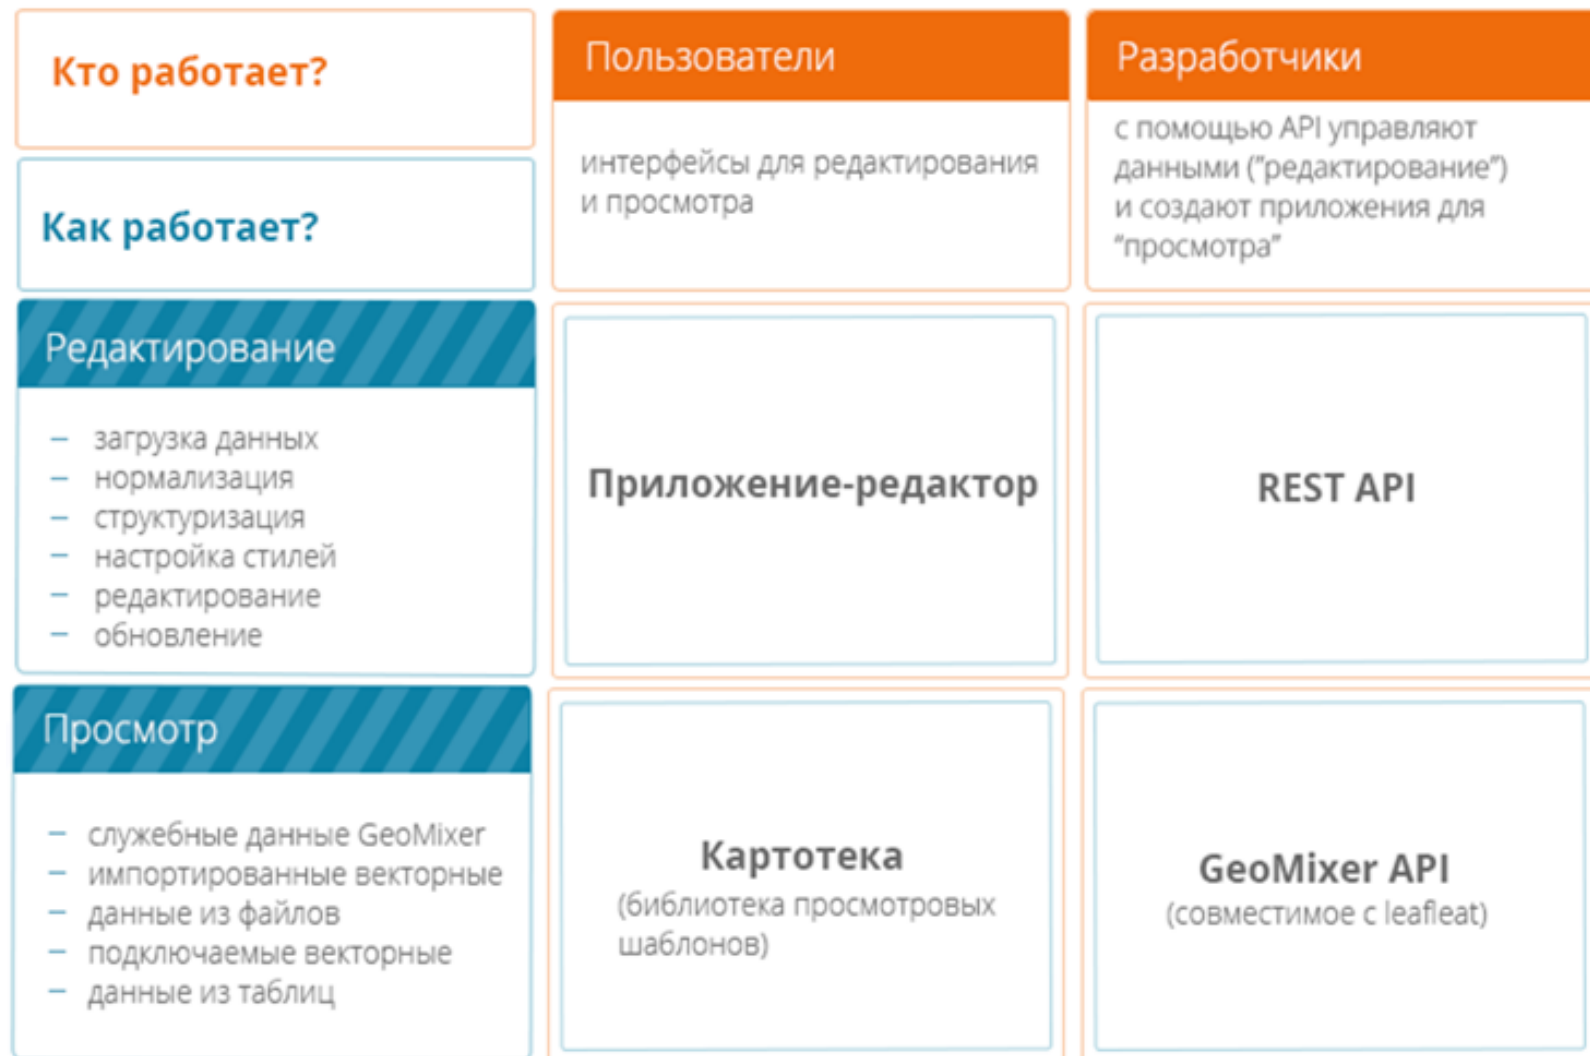 Кто работает?
Как работает?
Пользователи
интерфейсы для редактирования
и просмотра
Разработчики
с помощью API управляют
данными ("редактирование")
и создают приложения для
"просмотра"
Редактирование
– загрузка данных
– нормализация
– структуризация
– настройка стилей
– редактирование
– обновление
Приложение-редактор
REST API
Просмотр
– служебные данные GeoMixer
– импортированные векторные
– данные из файлов
– подключаемые векторные
– данные из таблиц
Картотека
(библиотека просмотровых
шаблонов)
GeoMixer API
(совместимое с leafleat)